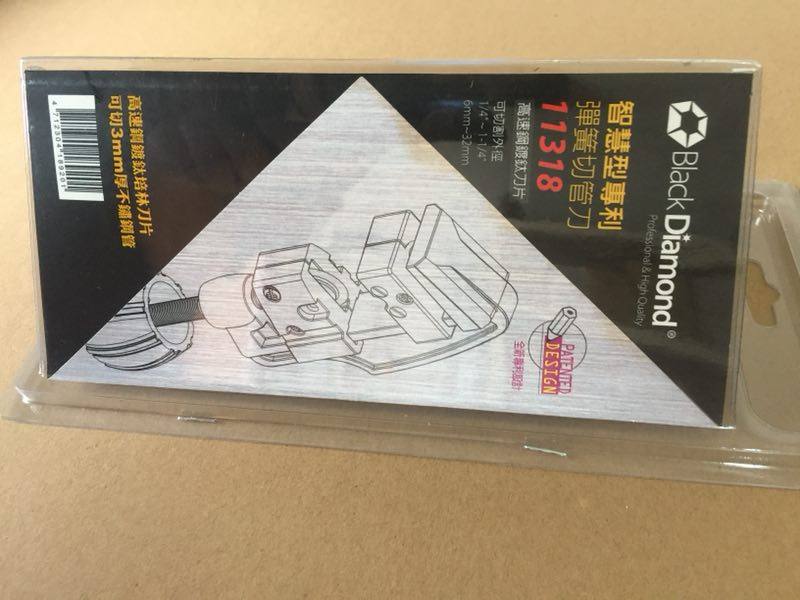 Black Diamond®
Professional & High Quality
智慧型專利
彈簧切管刀
11318
高速鋼鍍鈦刀片
可切割外徑
1/4"~1-1/4"
6mm~32mm
PATENTED
DESIGN
全新專利設計
高速鋼鍍鈦培林刀片
可切3mm厚不鏽鋼管